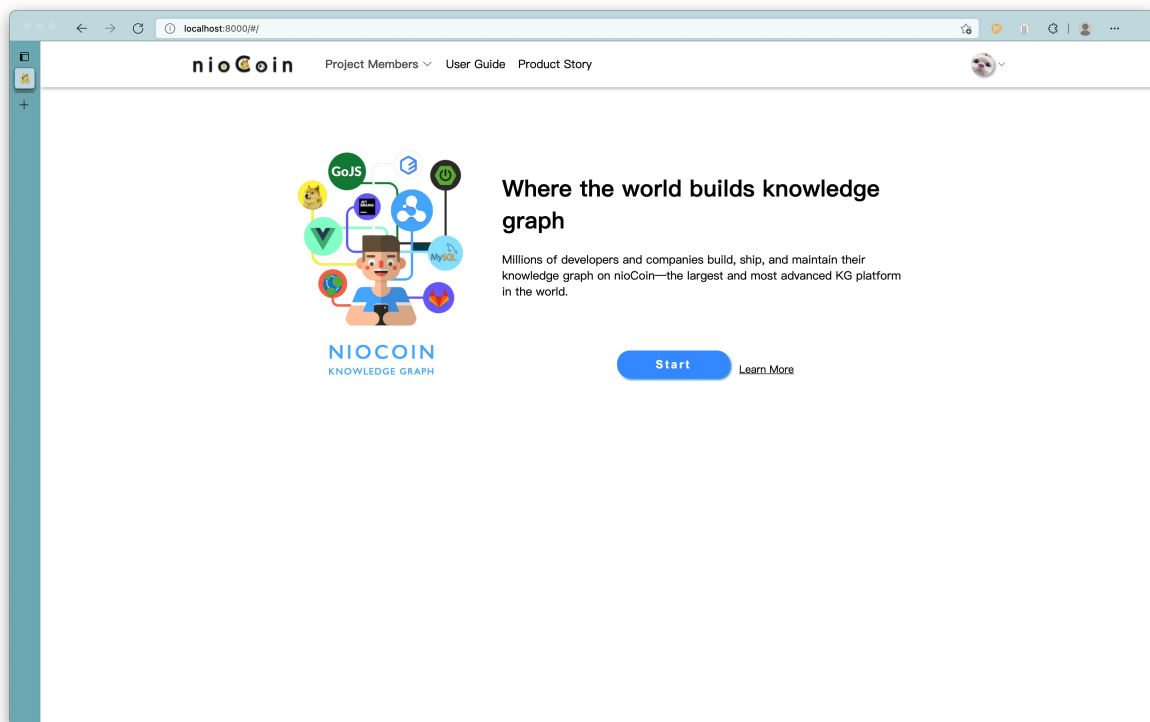 localhost:8000/#/
nioCoin
Project Members
User Guide
Product Story
GoJS
JET
BRAINS
MySQL
NIOCOIN
KNOWLEDGE GRAPH
Where the world builds knowledge
graph
Millions of developers and companies build, ship, and maintain their
knowledge graph on nioCoin—the largest and most advanced KG platform
in the world.
Start
Learn More